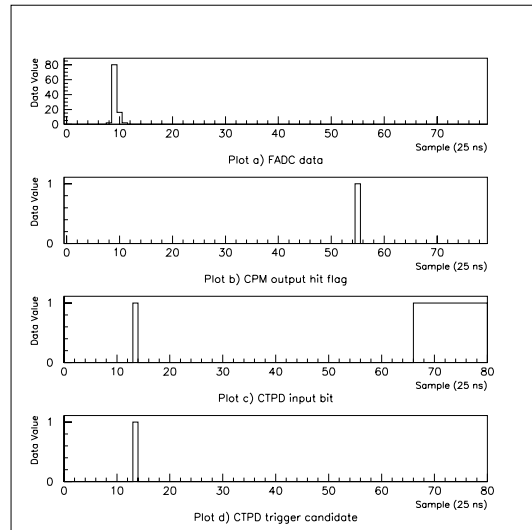 Data Value
80
60
40
20
0
0 10 20 30 40 50 60 70
Sample (25 ns)
Plot a) FADC data
Data Value
1
0
0 10 20 30 40 50 60 70
Sample (25 ns)
Plot b) CPM output hit flag
Data Value
1
0
0 10 20 30 40 50 60 70 80
Sample (25 ns)
Plot c) CTPD input bit
Data Value
1
0
0 10 20 30 40 50 60 70 80
Sample (25 ns)
Plot d) CTPD trigger candidate